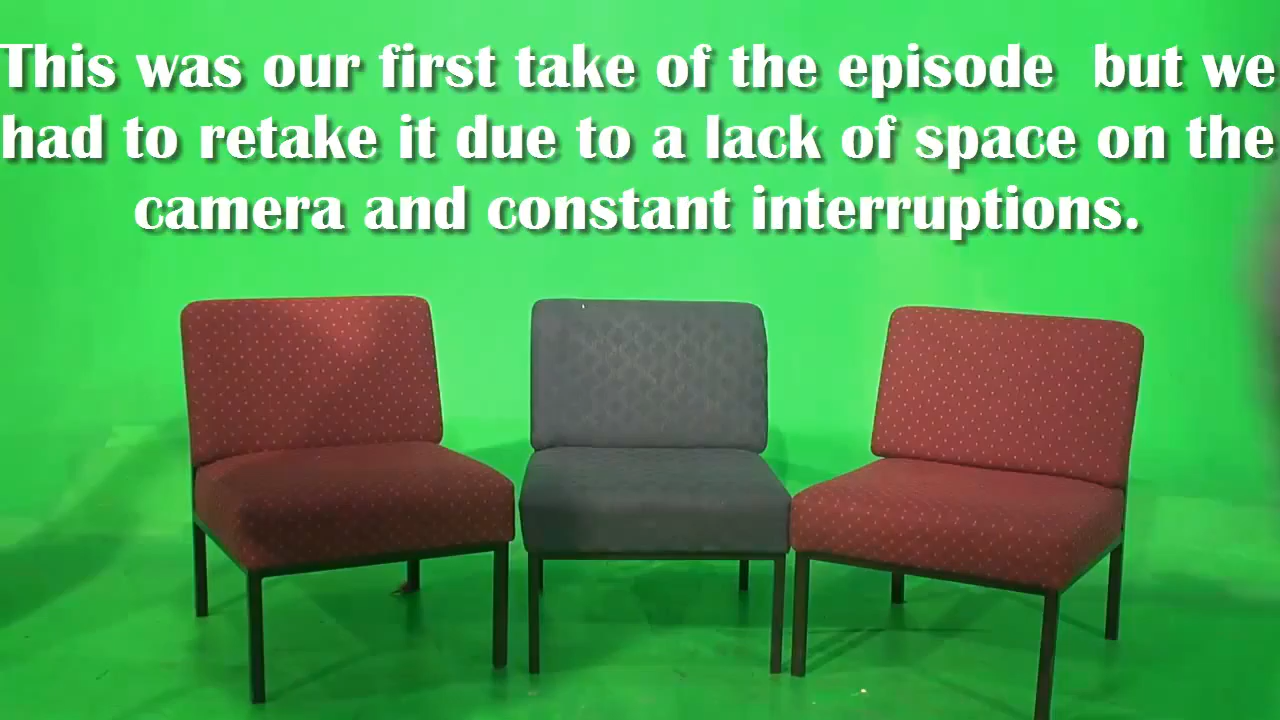 This was our first take of the episode  but we
had to retake it due to a lack of space on the
camera and constant interruptions.